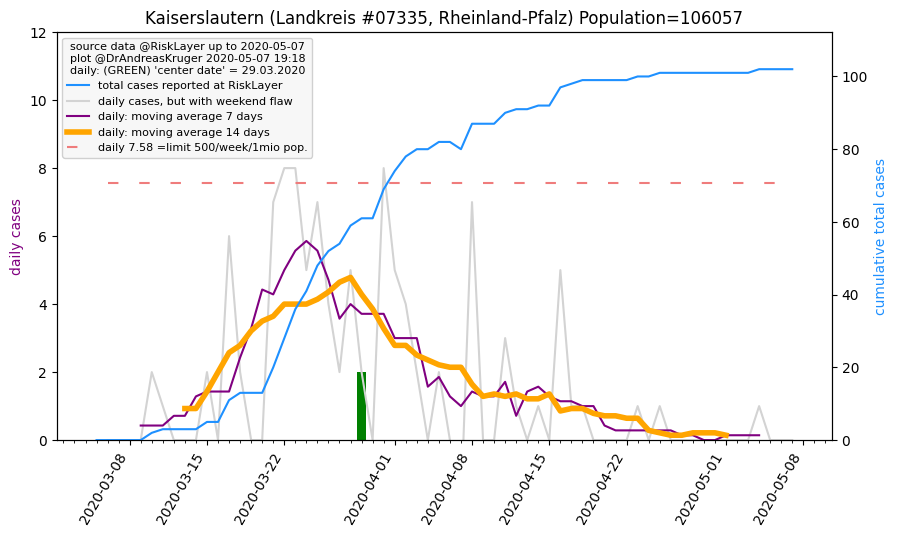 Kaiserslautern (Landkreis #07335, Rheinland-Pfalz) Population=106057
source data @RiskLayer up to 2020-05-07
plot @DrAndreasKruger 2020-05-07 19:18
daily: (GREEN) 'center date' = 29.03.2020
total cases reported at RiskLayer
daily cases, but with weekend flaw
daily: moving average 7 days
daily: moving average 14 days
daily 7.58 =limit 500/week/1mio pop.
daily cases
12
10
8
6
4
2
0
cumulative total cases
100
80
60
40
20
0
2020-03-08
2020-03-15
2020-03-22
2020-04-01
2020-04-08
2020-04-15
2020-04-22
2020-05-01
2020-05-08